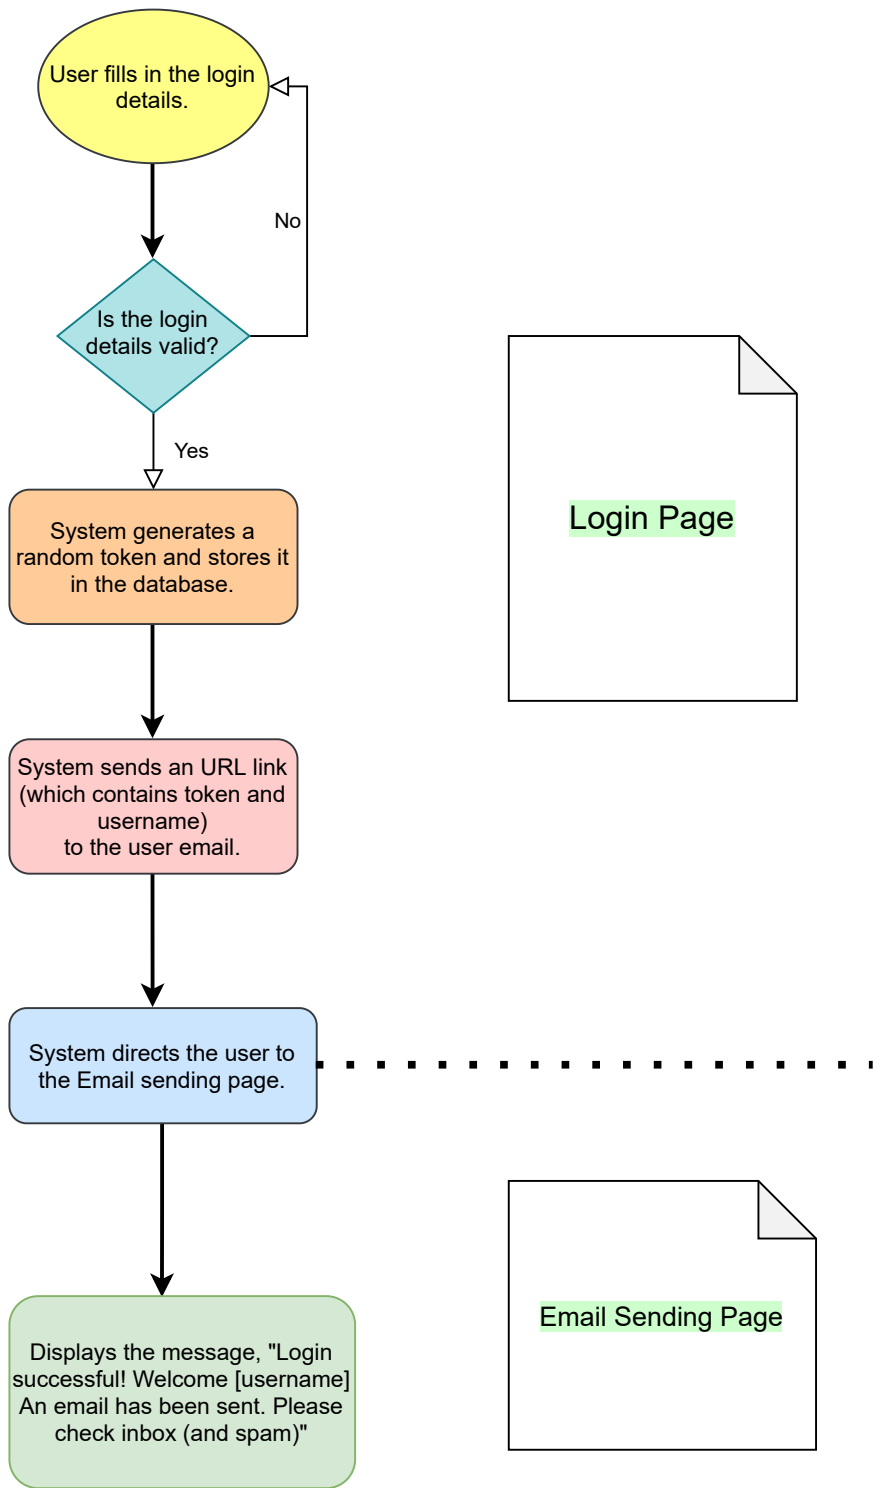 User fills in the login
details.
No
Is the login
details valid?
Yes
System generates a
random token and stores it
in the database.
Login Page
System sends an URL link
(which contains token and
username)
to the user email.
System directs the user to
the Email sending page.
Email Sending Page
Displays the message, "Login
successful! Welcome [username]
An email has been sent. Please
check inbox (and spam)"